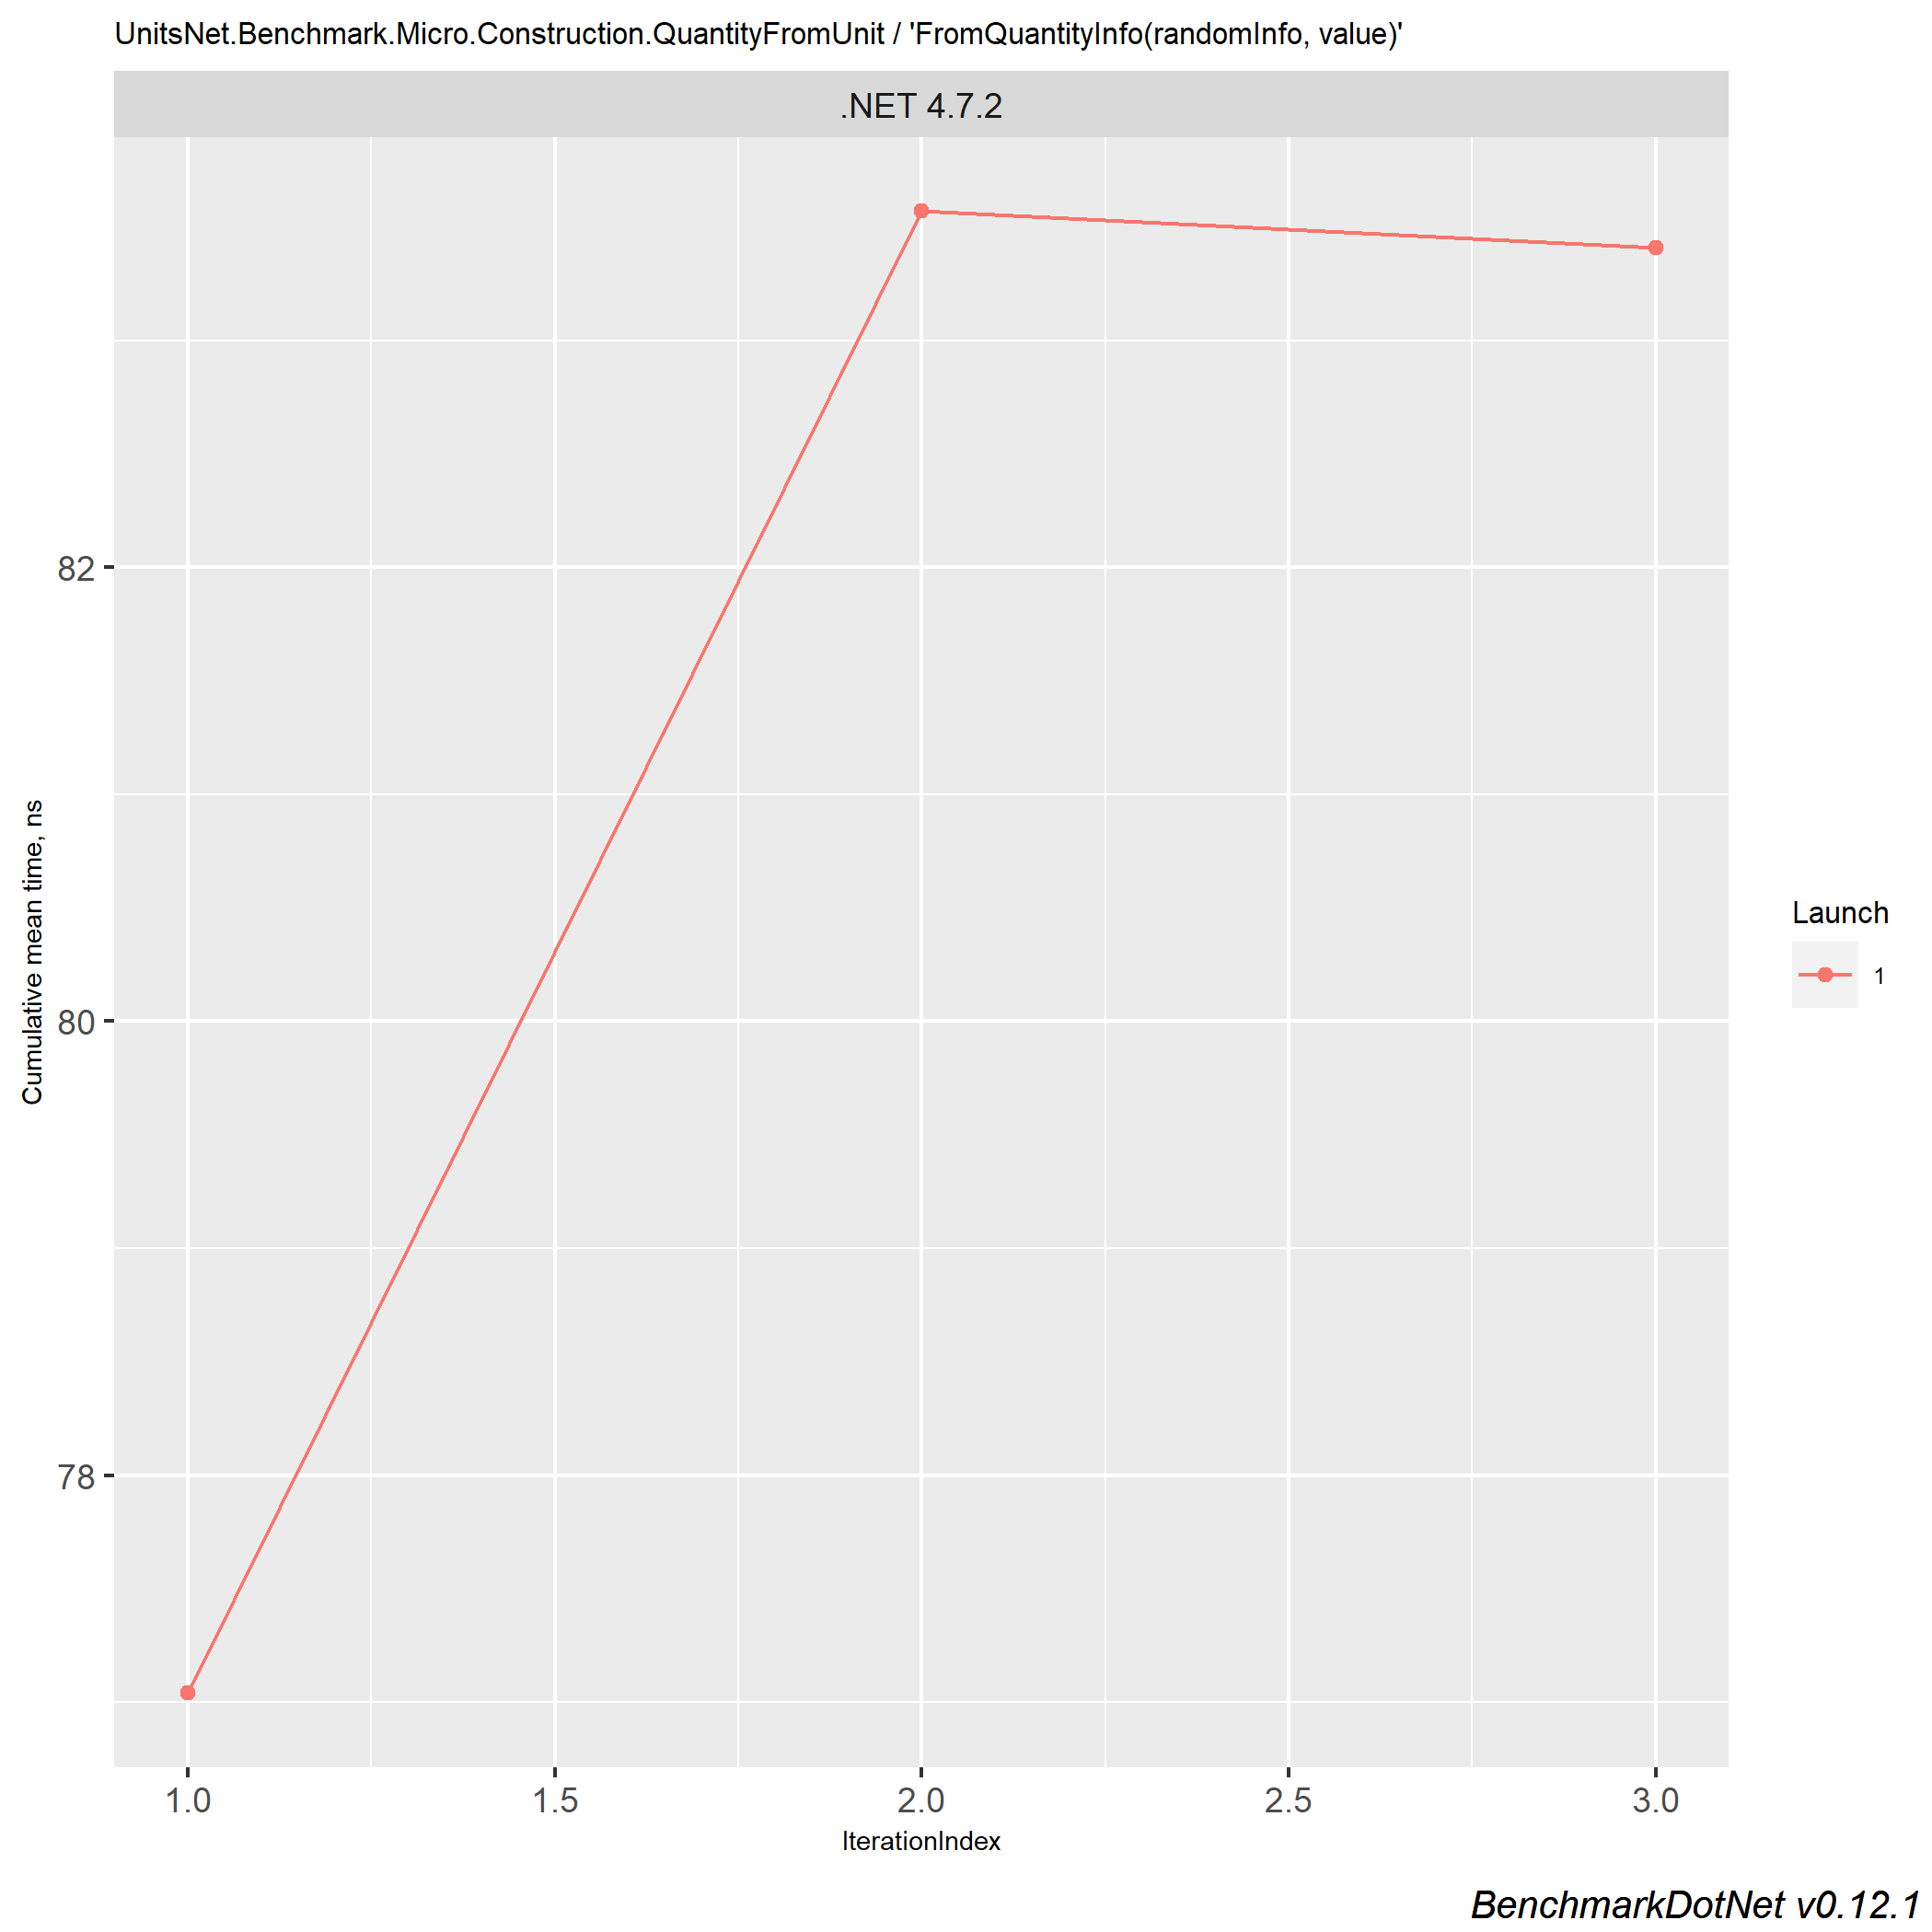 UnitsNet.Benchmark.Micro.Construction.QuantityFromUnit / 'FromQuantityInfo(randomInfo, value)'
.NET 4.7.2
82
80
78
Cumulative mean time, ns
1.0 1.5 2.0 2.5 3.0
IterationIndex
Launch
1
BenchmarkDotNet v0.12.1